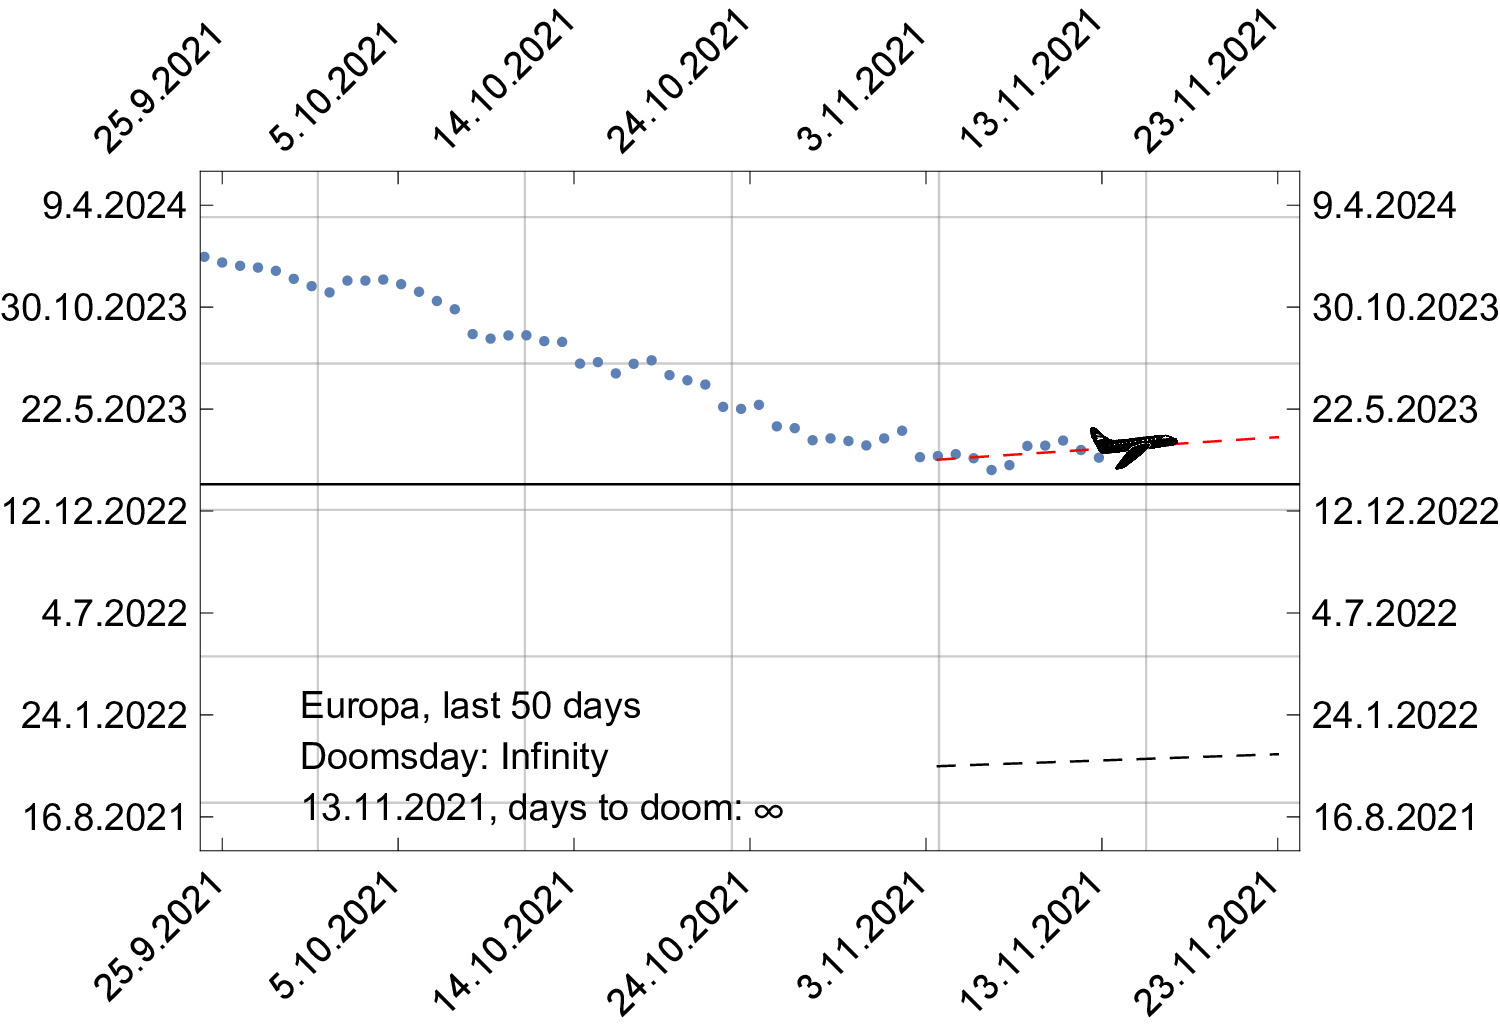 25.9.2021 5.10.2021 14.10.2021 24.10.2021 3.11.2021 13.11.2021 23.11.2021
9.4.2024 9.4.2024
30.10.2023 30.10.2023
22.5.2023 22.5.2023
12.12.2022 12.12.2022
4.7.2022 4.7.2022
Europa, last 50 days
24.1.2022 24.1.2022
Doomsday: Infinity
13.11.2021, days to doom: ∞
16.8.2021 16.8.2021
25.9.2021 5.10.2021 14.10.2021 24.10.2021 3.11.2021 13.11.2021 23.11.2021